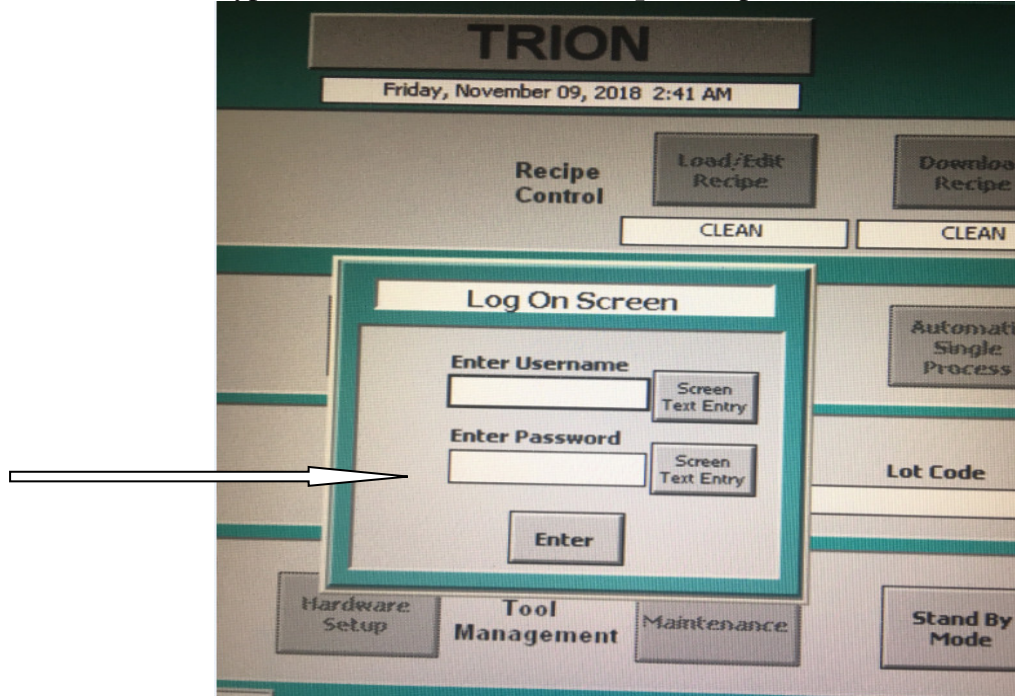 TRION
Friday, November 09, 2018 2:41 AM
Recipe
Control
Load/Edit
Recipe
Recipe
CLEAN
CLEAN
Log On Screen
Enter Username
Screen
Text Entry
Enter Password
Screen
Text Entry
Enter
Single
Process
Lot Code
Hardware
Setup
Tool
Management
Maintenance
Stand By
Mode